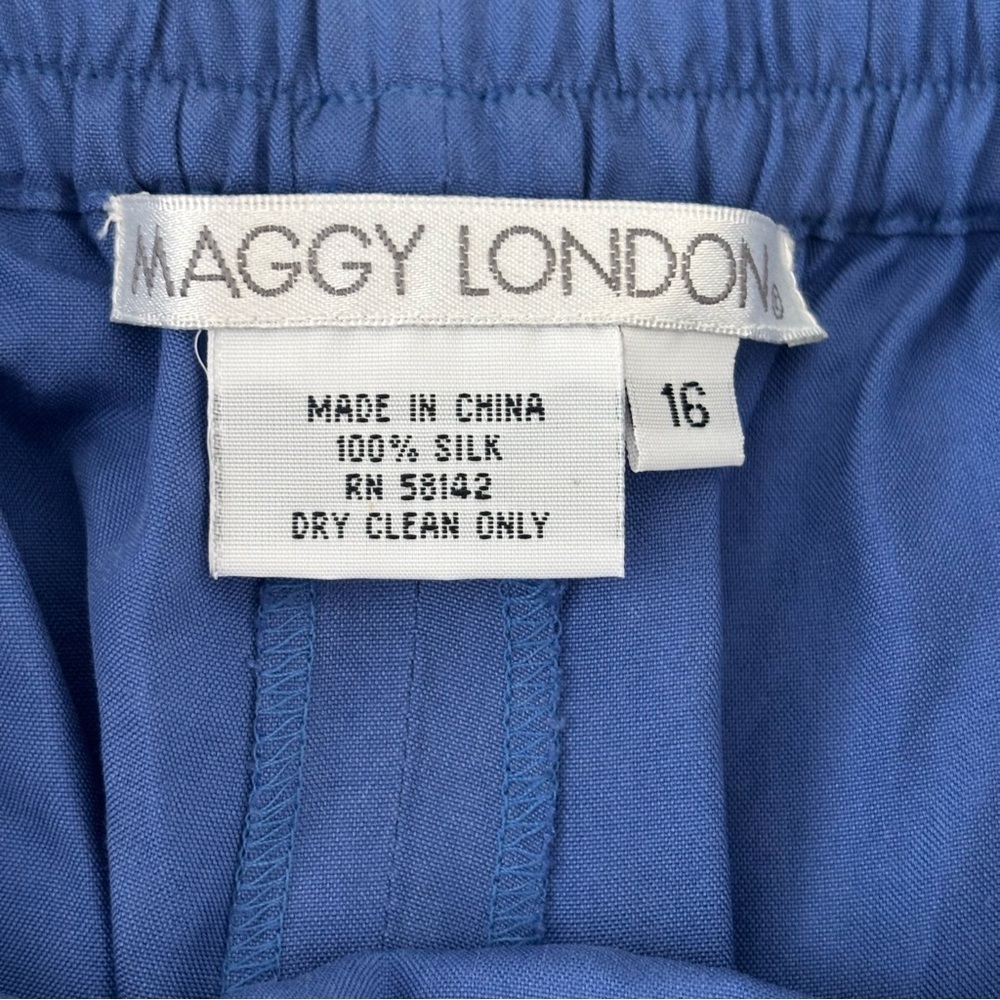 MAGGY LONDON®
16
MADE IN CHINA
100% SILK
RN 58142
DRY CLEAN ONLY